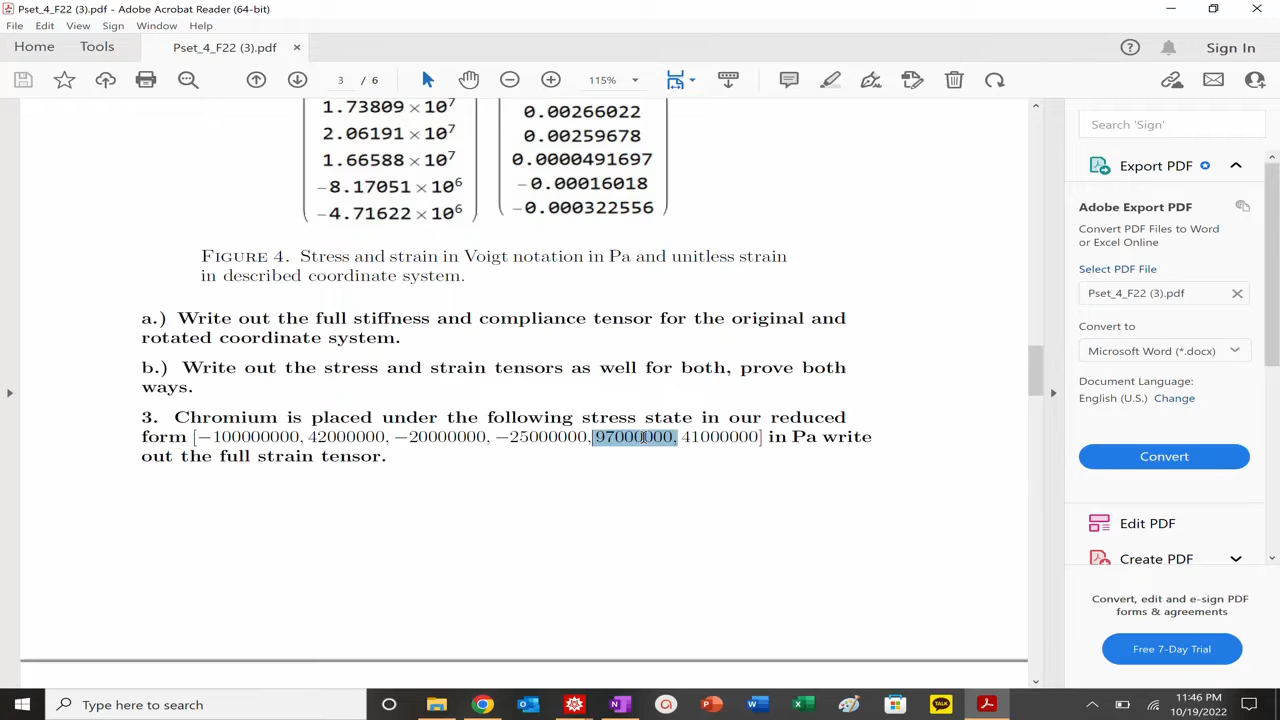 Pset_4_F22 (3).pdf - Adobe Acrobat Reader (64-bit)
File Edit View Sign Window Help
Home Tools Pset_4_F22 (3).pdf × Sign In
3 / 6 115%
1.73809×10⁷ 0.00266022
2.06191×10⁷ 0.00259678
1.66588×10⁷ 0.0000491697
-8.17051×10⁶ -0.00016018
-4.71622×10⁶ -0.000322556
FIGURE 4. Stress and strain in Voigt notation in Pa and unitless strain
in described coordinate system.
a.) Write out the full stiffness and compliance tensor for the original and
rotated coordinate system.
b.) Write out the stress and strain tensors as well for both, prove both
ways.
3. Chromium is placed under the following stress state in our reduced
form [−100000000, 42000000, −20000000, −25000000, 97000000, 41000000] in Pa write
out the full strain tensor.
Search 'Sign'
Export PDF
Adobe Export PDF
Convert PDF Files to Word
or Excel Online
Select PDF File
Pset_4_F22 (3).pdf
Convert to
Microsoft Word (*.docx)
Document Language:
English (U.S.) Change
Convert
Edit PDF
Create PDF
Convert, edit and e-sign PDF
forms & agreements
Free 7-Day Trial
Type here to search
TALK
11:46 PM
10/19/2022